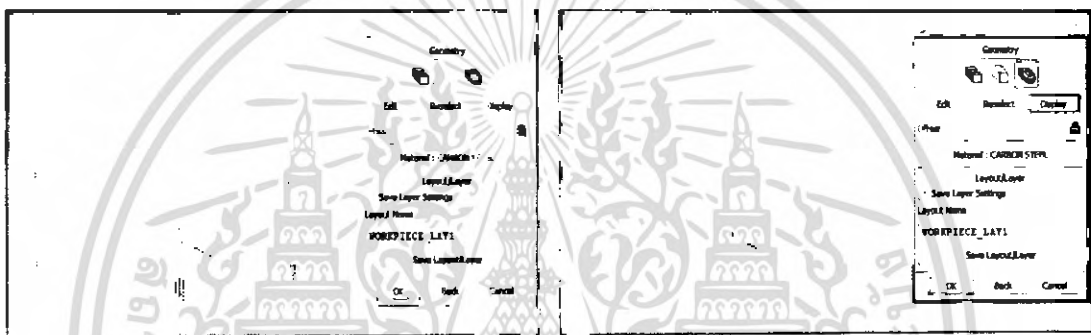 Geometry
Edit Reselect Display
Material : CARBON
Layout/Layer
Save Layer Settings
Layout Name
WORKPIECE_LAY1
Save Layout/Layer
OK Back Cancel
Geometry
Edit Reselect Display
Material : CARBON STEEL
Layout/Layer
Save Layer Settings
Layout Name
WORKPIECE_LAY1
Save Layout/Layer
OK Back Cancel